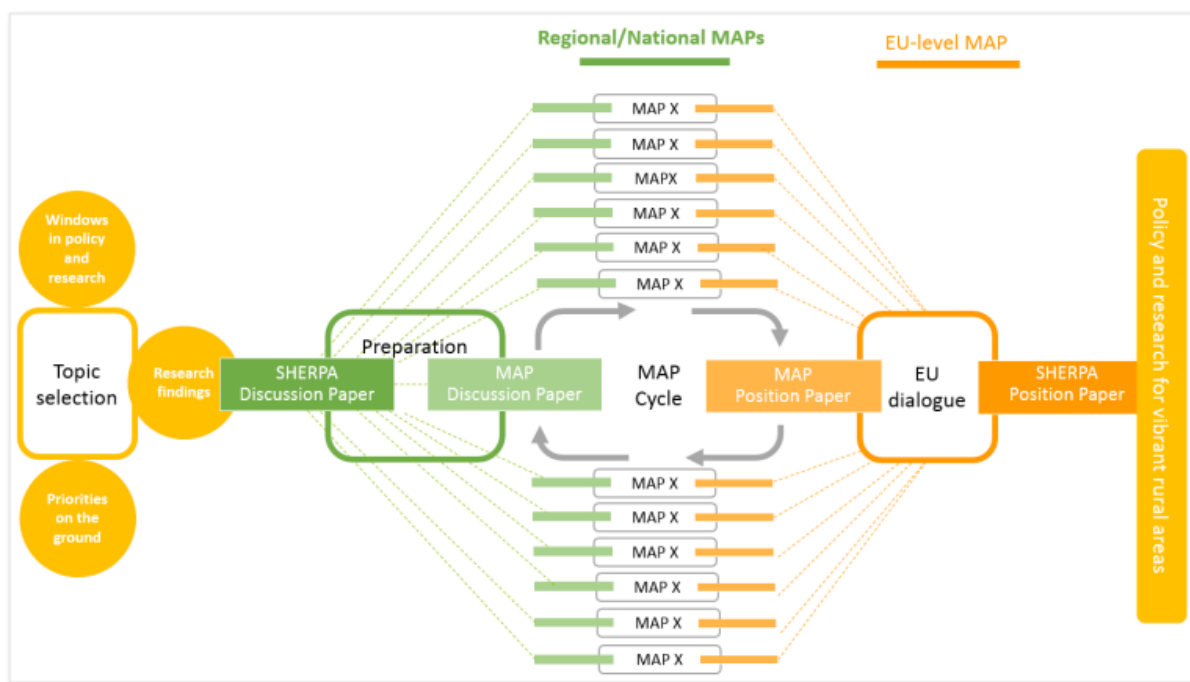 Regional/National MAPs
EU-level MAP
MAP X
MAP X
MAPX
MAP X
MAP X
MAP X
Windows
in policy
and
research
Topic
selection
Priorities
on the
ground
Research
findings
SHERPA
Discussion Paper
Preparation
MAP
Discussion Paper
MAP
Cycle
MAP
Position Paper
EU
dialogue
SHERPA
Position Paper
Policy and research for vibrant rural areas
MAP X
MAP X
MAP X
MAP X
MAP X
MAP X